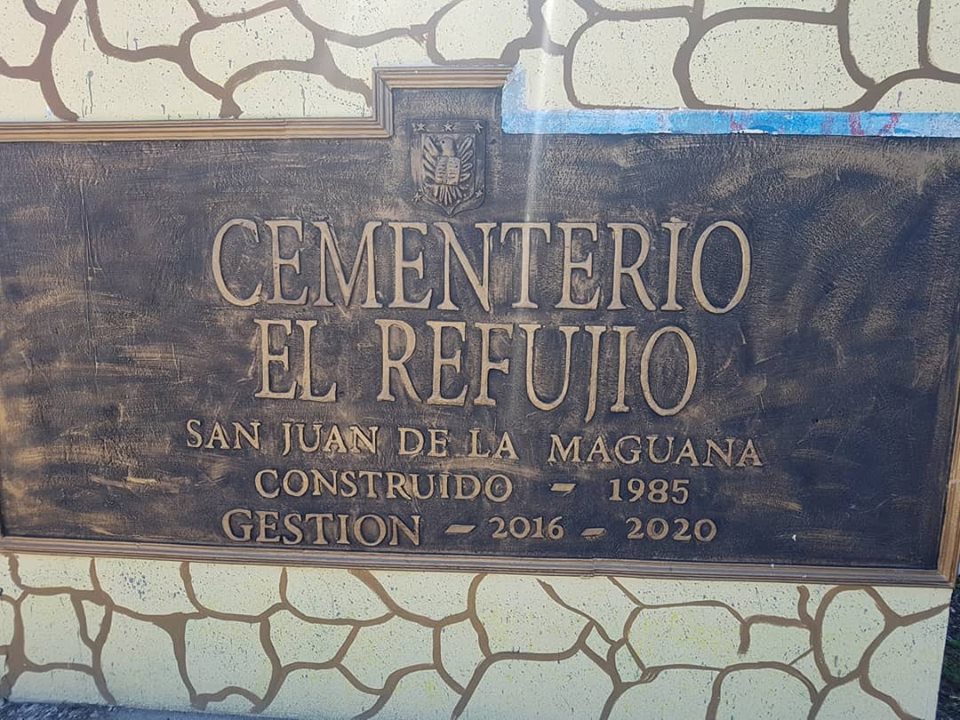 CEMENTERIO
EL REFUJIO
SAN JUAN DE LA MAGUANA
CONSTRUIDO - 1985
GESTION - 2016 - 2020